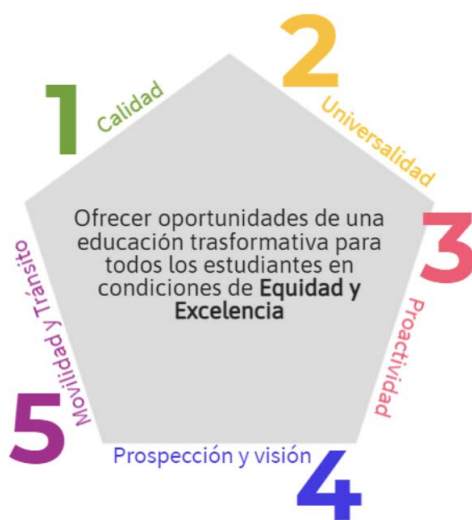 1
Calidad
2
Universalidad
3
Proactividad
4
Prospección y visión
5
Movilidad y Tránsito
Ofrecer oportunidades de una
educación trasformativa para
todos los estudiantes en
condiciones de Equidad y
Excelencia